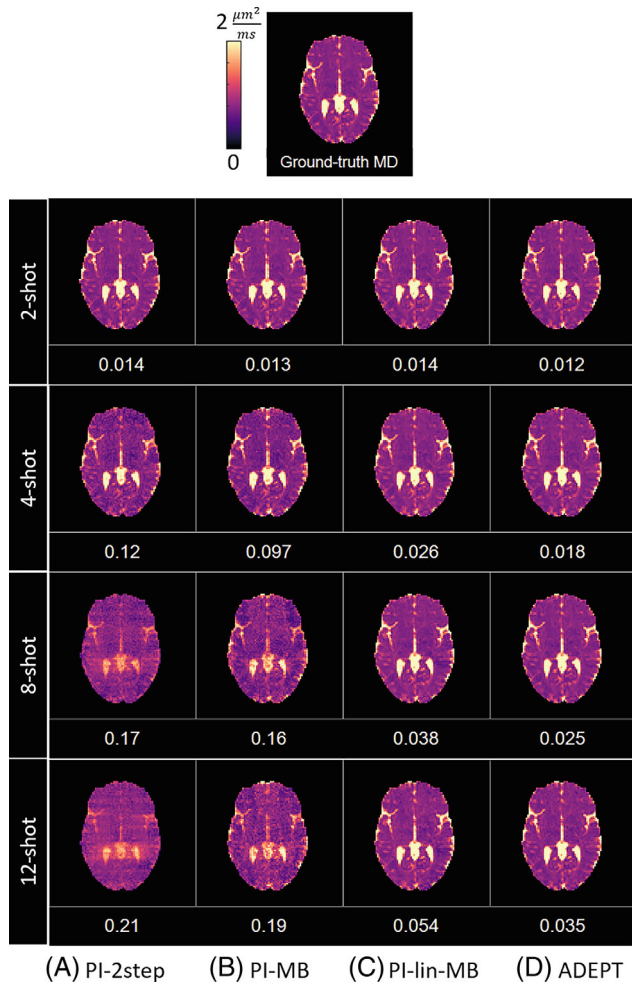 2 μm²/ms
0
Ground-truth MD
2-shot
0.014 0.013 0.014 0.012
4-shot
0.12 0.097 0.026 0.018
8-shot
0.17 0.16 0.038 0.025
12-shot
0.21 0.19 0.054 0.035
(A) PI-2step (B) PI-MB (C) PI-lin-MB (D) ADEPT